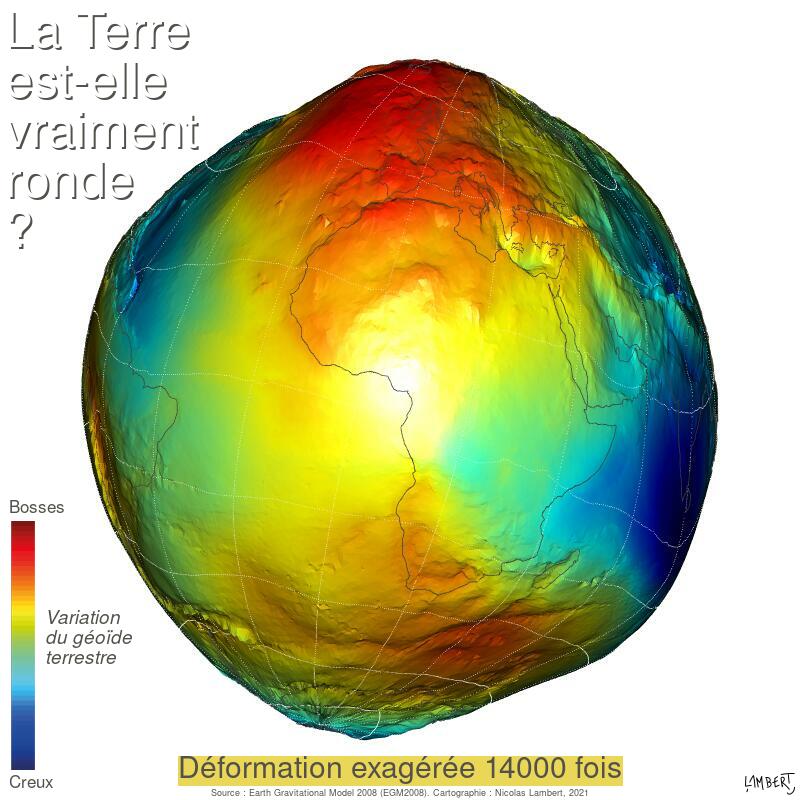 La Terre
est-elle
vraiment
ronde
?
Bosses
Variation
du géoïde
terrestre
Creux
Déformation exagérée 14000 fois
Source : Earth Gravitational Model 2008 (EGM2008). Cartographie : Nicolas Lambert, 2021
LAMBERT